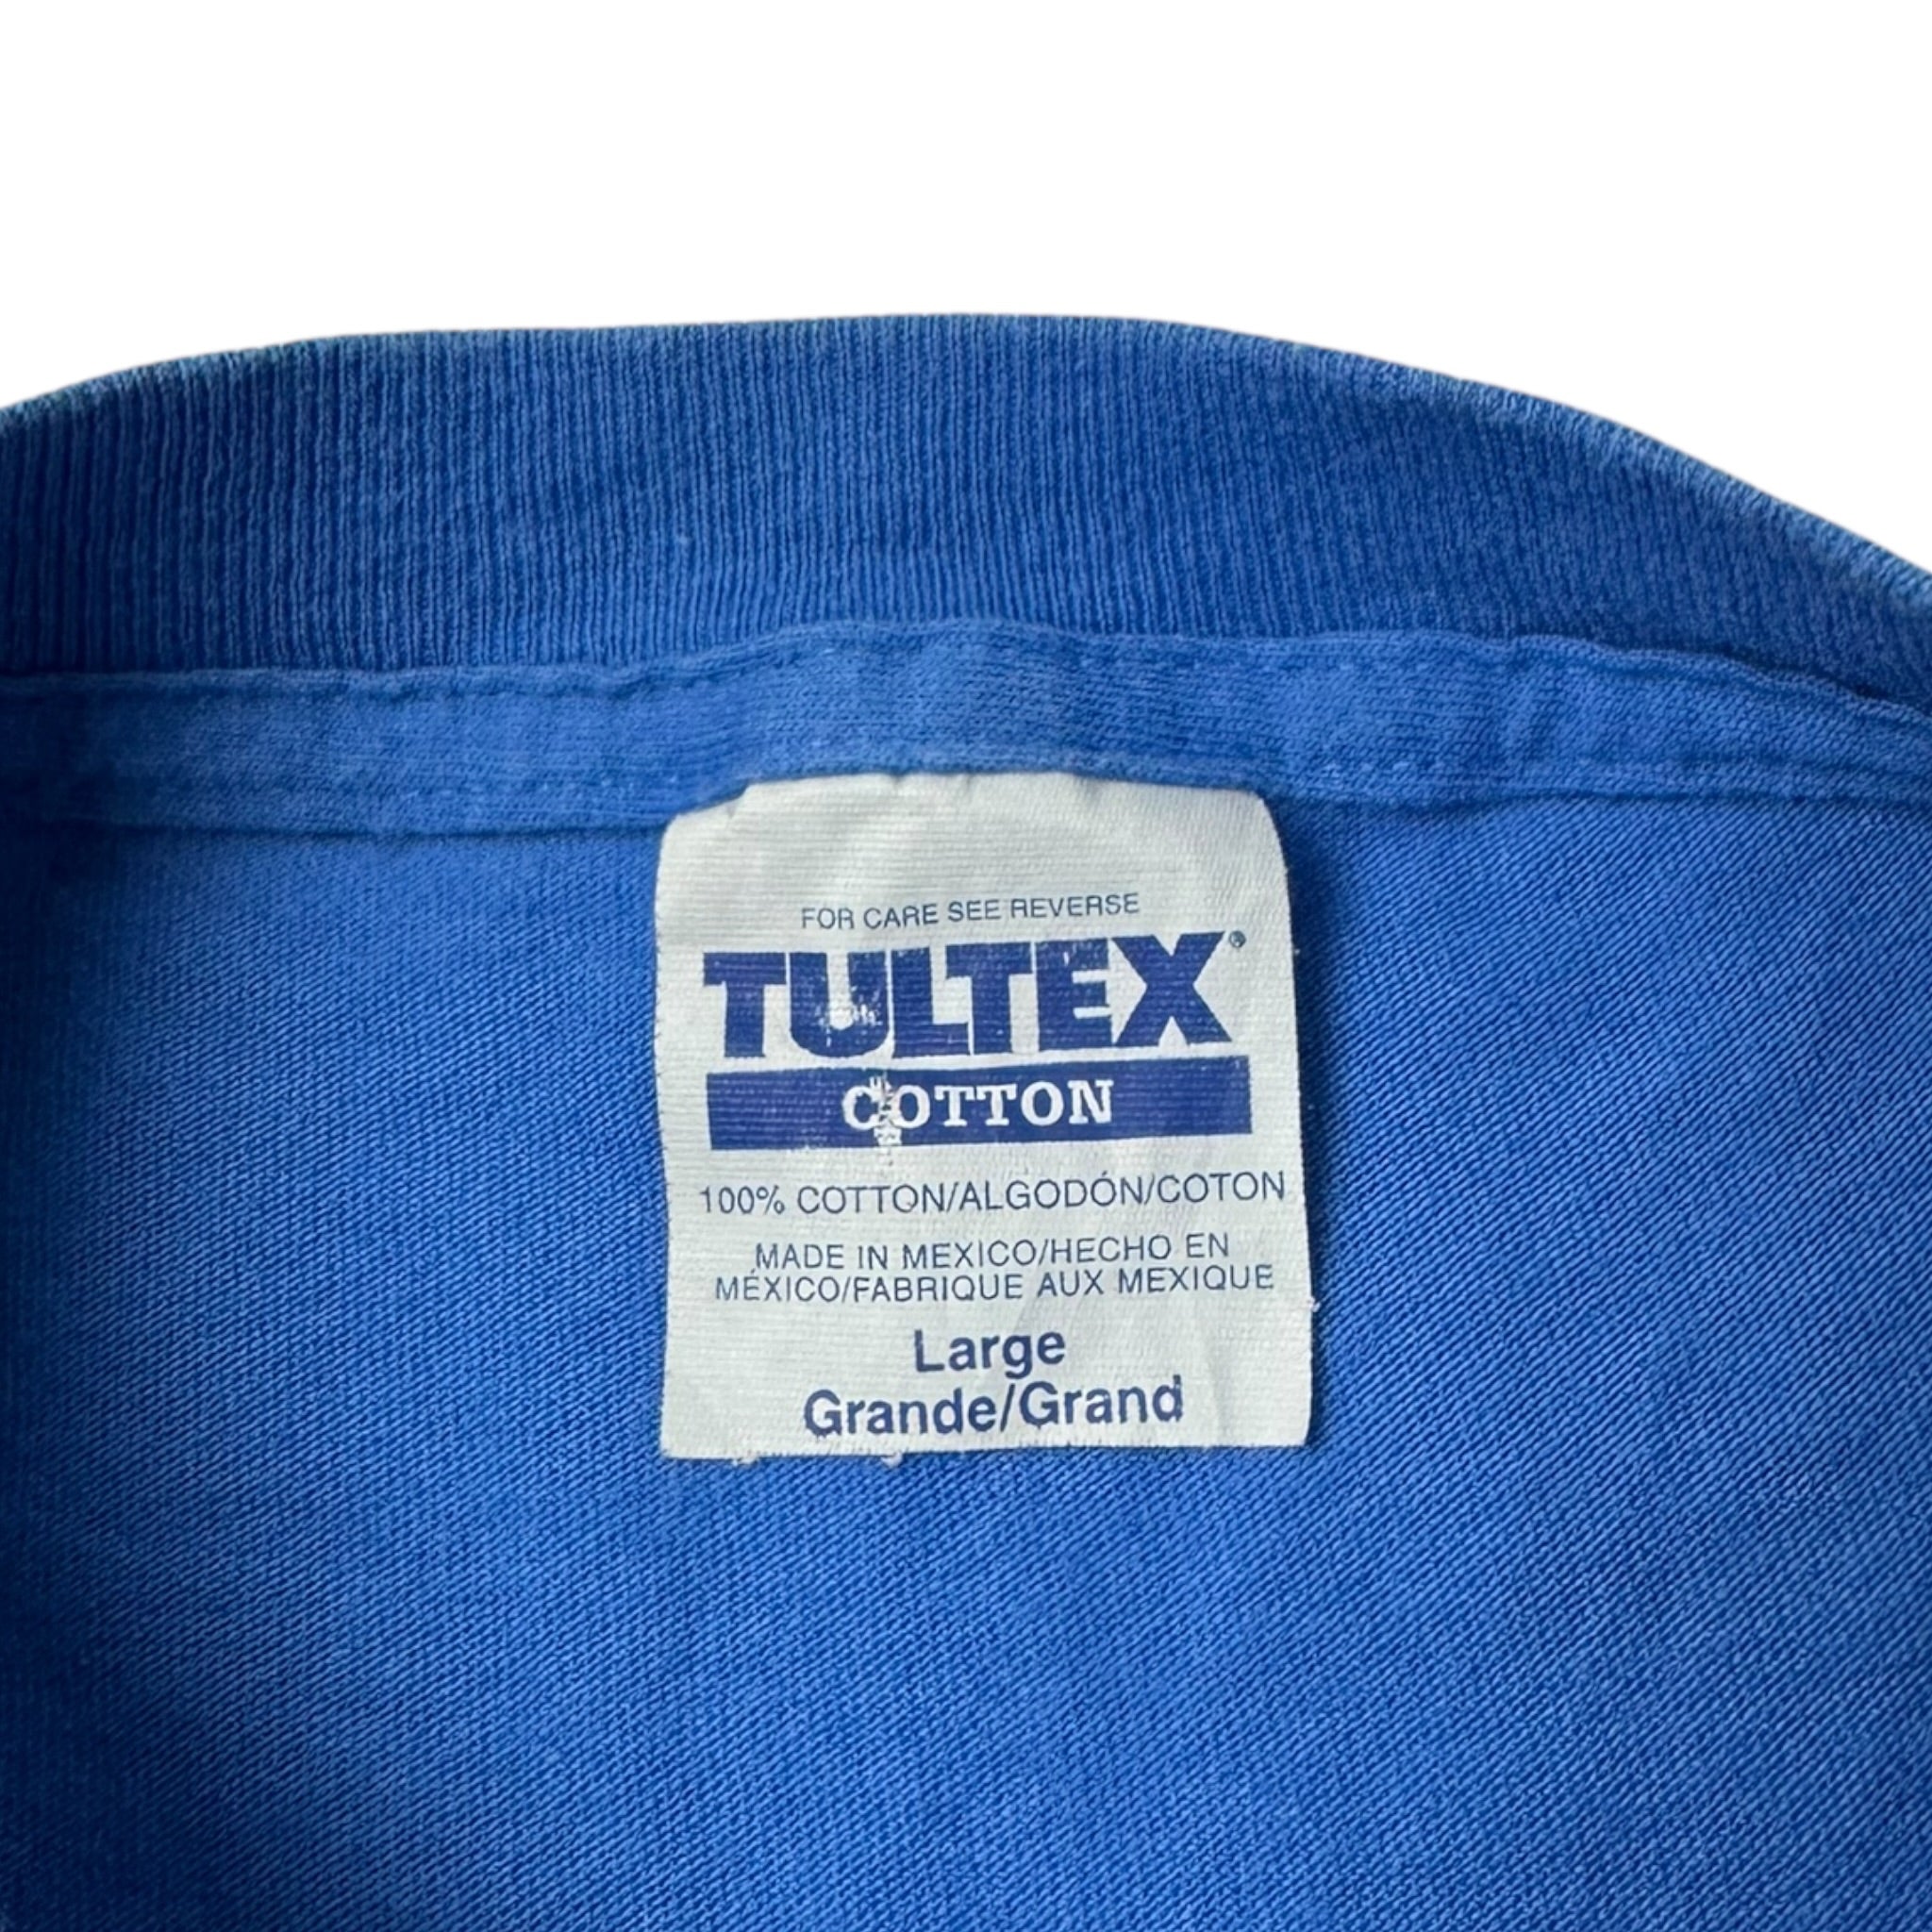 FOR CARE SEE REVERSE
TULTEX®
COTTON
100% COTTON/ALGODÓN/COTON
MADE IN MEXICO/HECHO EN
MÉXICO/FABRIQUE AUX MEXIQUE
Large
Grande/Grand